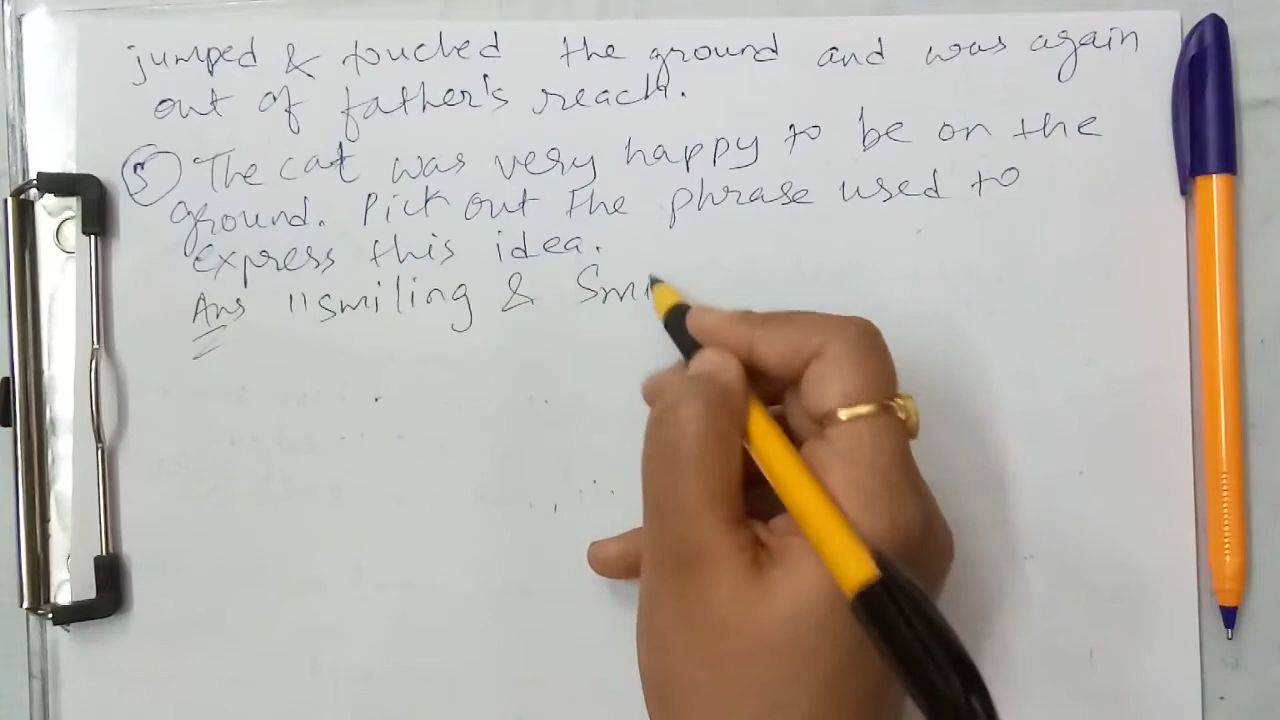 jumped & touched the ground and was again
out of father's reach.
5 The cat was very happy to be on the
ground. Pick out the phrase used to
express this idea.
Ans "smiling & Smi